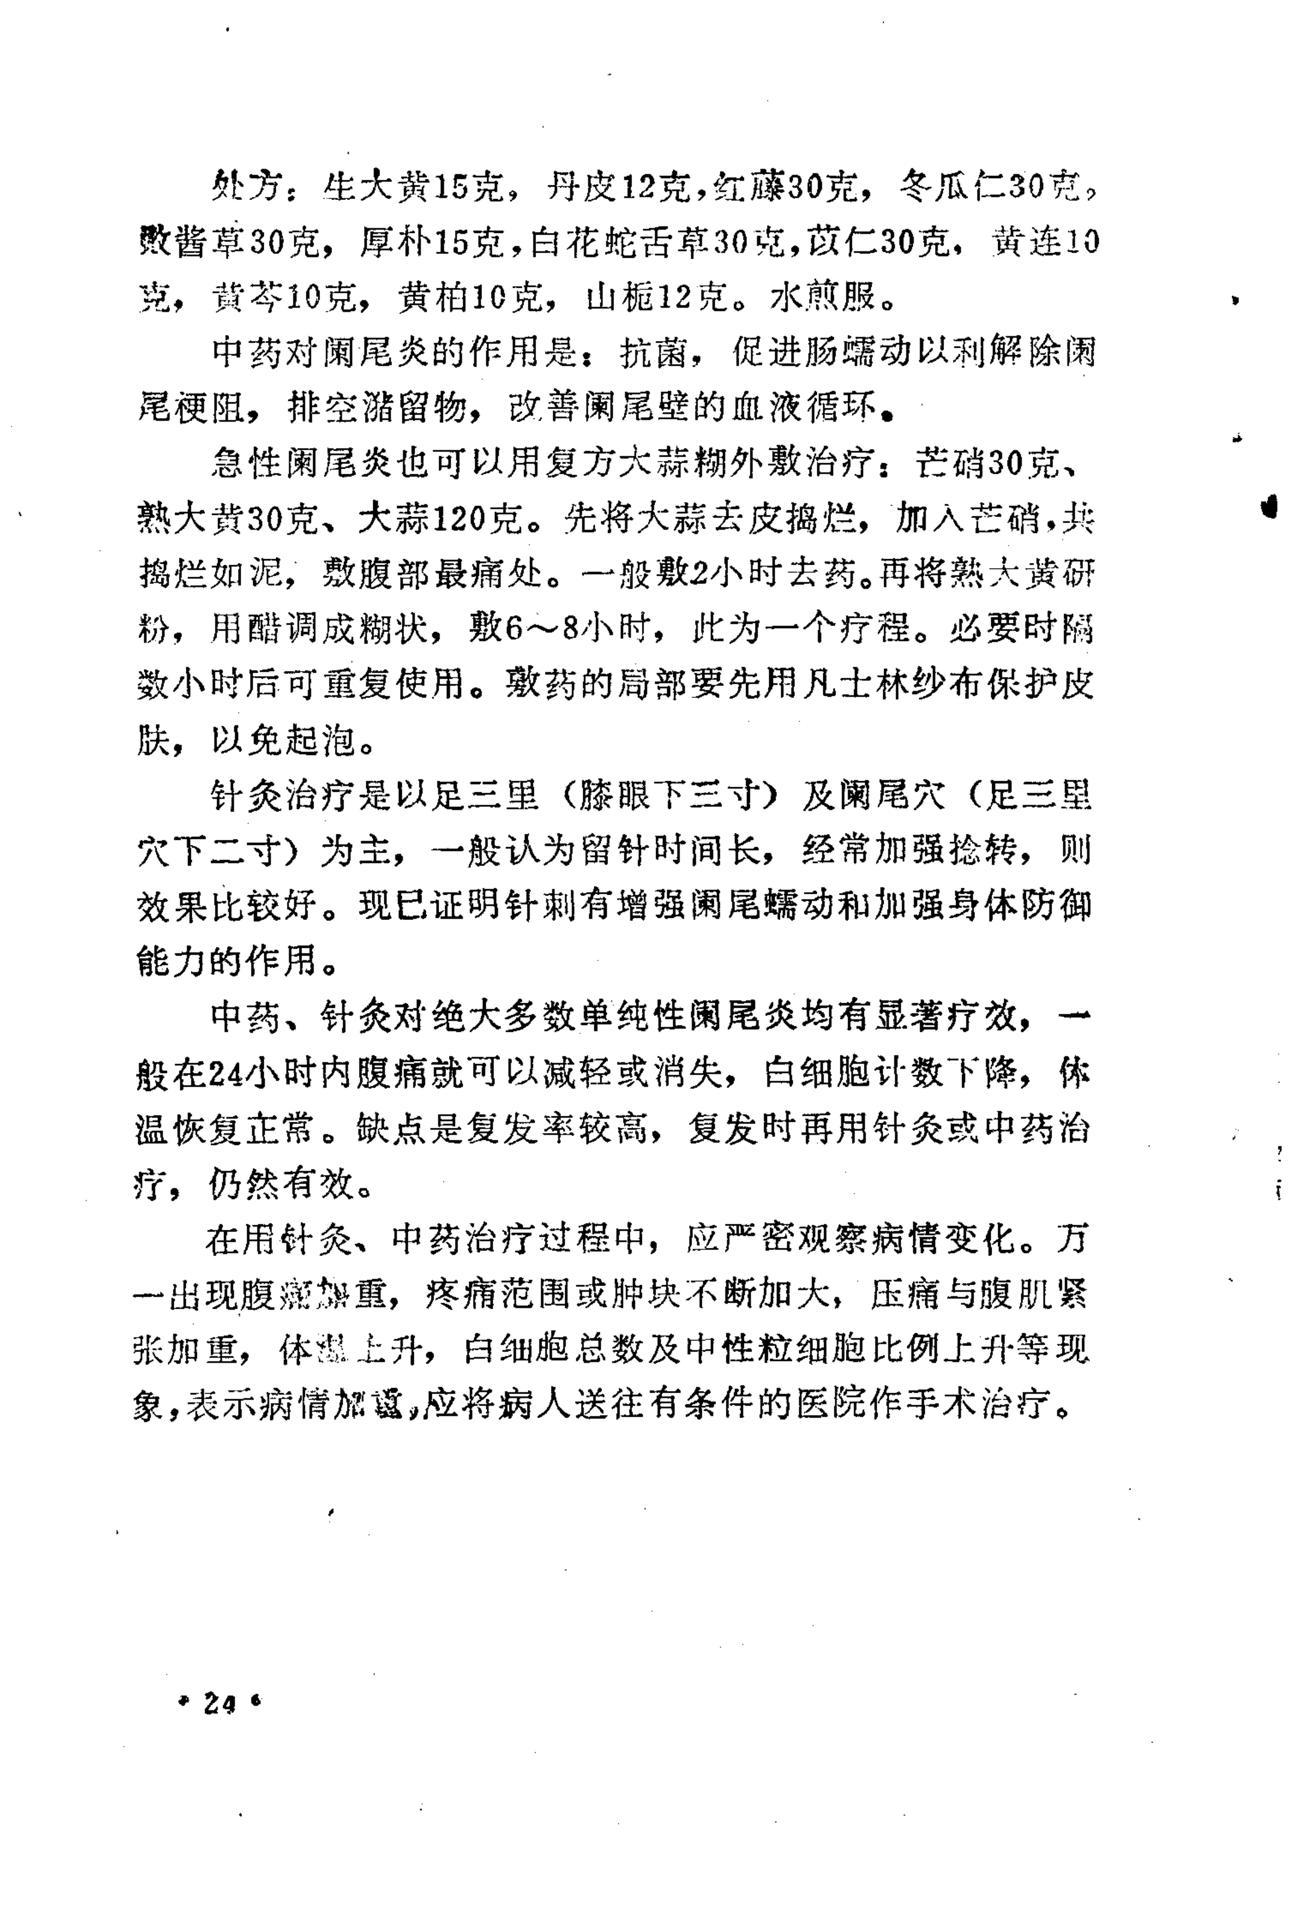 处方：生大黄15克，丹皮12克，红藤30克，冬瓜仁30克，
败酱草30克，厚朴15克，白花蛇舌草30克，苡仁30克，黄连10
克，黄芩10克，黄柏10克，山栀12克。水煎服。
中药对阑尾炎的作用是：抗菌，促进肠蠕动以利解除阑
尾梗阻，排空潴留物，改善阑尾壁的血液循环。
急性阑尾炎也可以用复方大蒜糊外敷治疗：芒硝30克、
熟大黄30克、大蒜120克。先将大蒜去皮捣烂，加入芒硝，共
捣烂如泥，敷腹部最痛处。一般敷2小时去药。再将熟大黄研
粉，用醋调成糊状，敷6～8小时，此为一个疗程。必要时隔
数小时后可重复使用。敷药的局部要先用凡士林纱布保护皮
肤，以免起泡。
针灸治疗是以足三里（膝眼下三寸）及阑尾穴（足三里
穴下二寸）为主，一般认为留针时间长，经常加强捻转，则
效果比较好。现已证明针刺有增强阑尾蠕动和加强身体防御
能力的作用。
中药、针灸对绝大多数单纯性阑尾炎均有显著疗效，一
般在24小时内腹痛就可以减轻或消失，白细胞计数下降，体
温恢复正常。缺点是复发率较高，复发时再用针灸或中药治
疗，仍然有效。
在用针灸、中药治疗过程中，应严密观察病情变化。万
一出现腹痛加重，疼痛范围或肿块不断加大，压痛与腹肌紧
张加重，体温上升，白细胞总数及中性粒细胞比例上升等现
象，表示病情加重，应将病人送往有条件的医院作手术治疗。
·24·